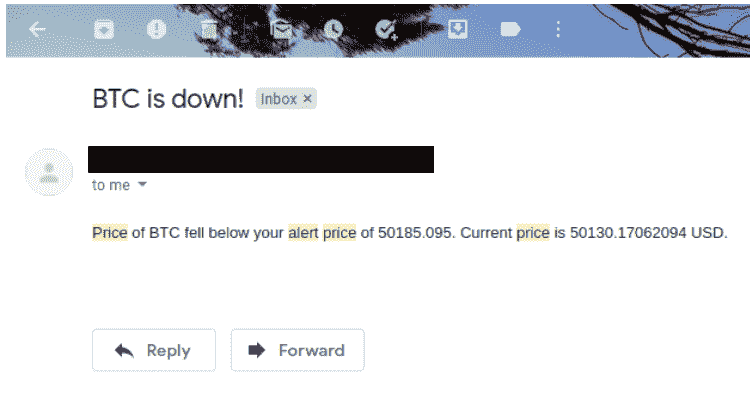 BTC is down! Inbox ×
to me
Price of BTC fell below your alert price of 50185.095. Current price is 50130.17062094 USD.
Reply Forward